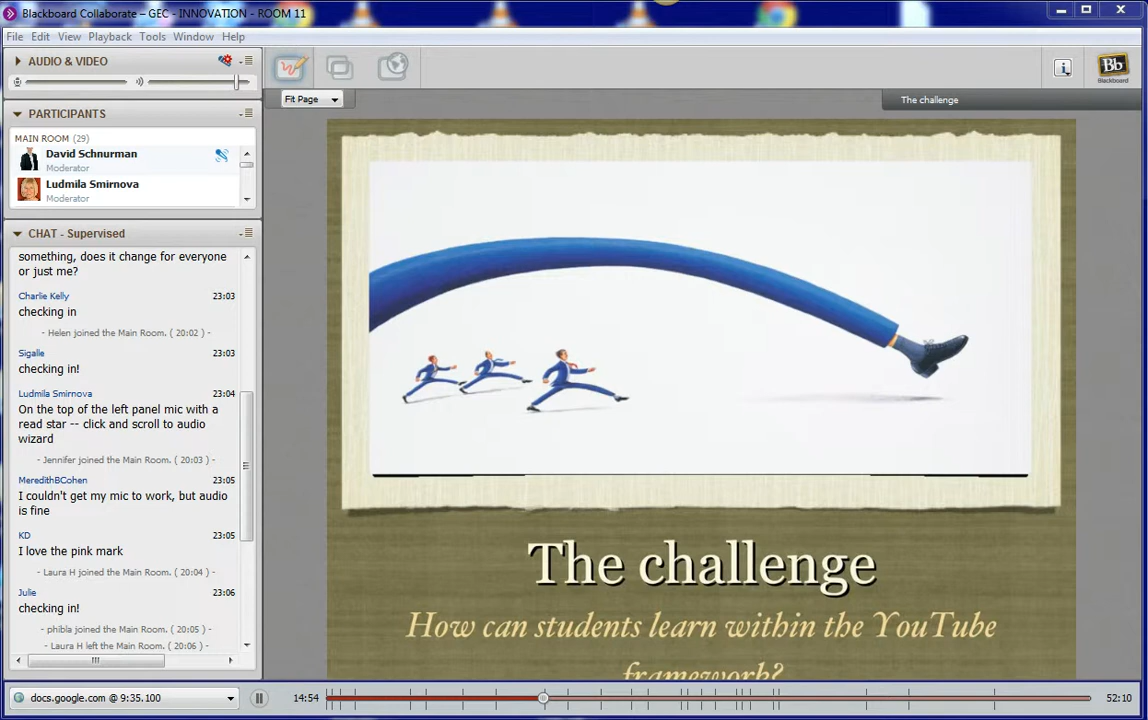 Blackboard Collaborate – GEC - INNOVATION - ROOM 11
File Edit View Playback Tools Window Help
AUDIO & VIDEO
Bb
Blackboard
Fit Page
The challenge
PARTICIPANTS
MAIN ROOM (29)
David Schnurman
Moderator
Ludmila Smirnova
Moderator
CHAT - Supervised
something, does it change for everyone
or just me?
Charlie Kelly 23:03
checking in
- Helen joined the Main Room. ( 20:02 ) -
Sigalle 23:03
checking in!
Ludmila Smirnova 23:04
On the top of the left panel mic with a
read star -- click and scroll to audio
wizard
- Jennifer joined the Main Room. ( 20:03 ) -
MeredithBCohen 23:05
I couldn't get my mic to work, but audio
is fine
KD 23:05
I love the pink mark
- Laura H joined the Main Room. ( 20:04 ) -
Julie 23:06
checking in!
- phibla joined the Main Room. ( 20:05 ) -
- Laura H left the Main Room. ( 20:06 ) -
The challenge
How can students learn within the YouTube
framework?
docs.google.com @ 9:35.100
14:54
52:10